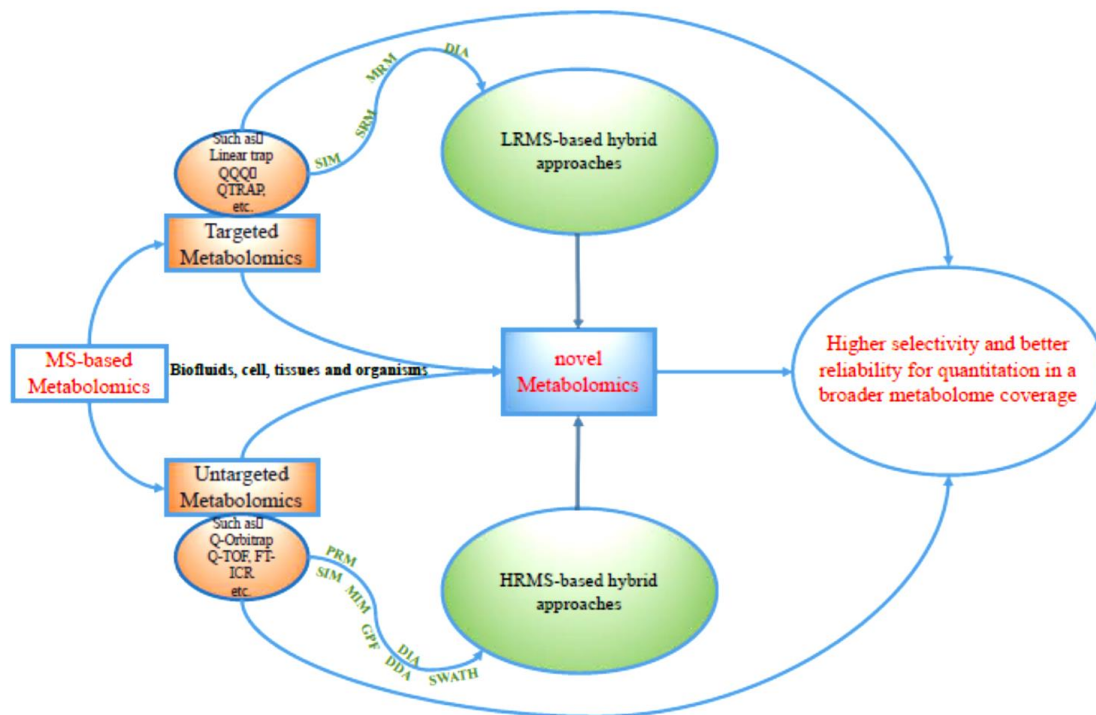 DIA
MRM
SRM
SIM
Such as▯
Linear trap
QQQ▯
QTRAP,
etc.
LRMS-based hybrid
approaches
Targeted
Metabolomics
MS-based
Metabolomics
Biofluids, cell, tissues and organisms
novel
Metabolomics
Higher selectivity and better
reliability for quantitation in a
broader metabolome coverage
Untargeted
Metabolomics
Such as▯
Q-Orbitrap
Q-TOF, FT-
ICR
etc.
PRM
SIM
MIM
GPF
DIA
DDA
SWATH
HRMS-based hybrid
approaches